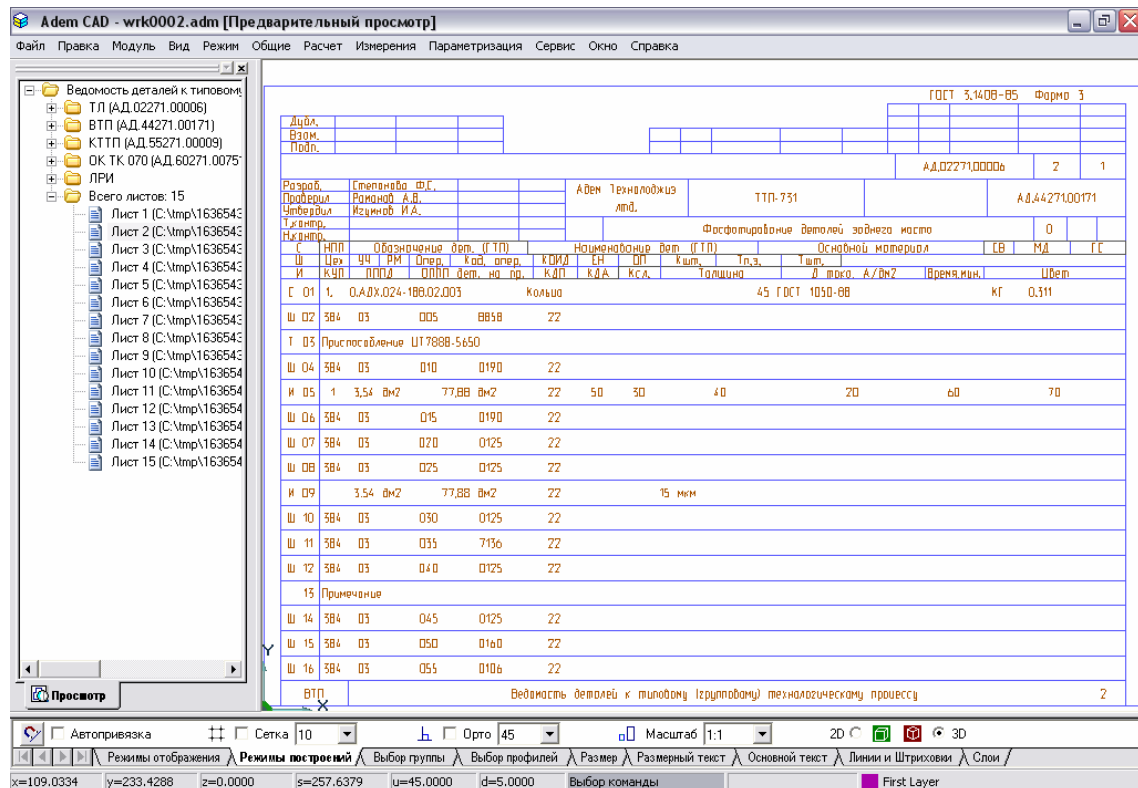 Adem CAD - wrk0002.adm [Предварительный просмотр]
Файл Правка Модуль Вид Режим Общие Расчет Измерения Параметризация Сервис Окно Справка
Ведомость деталей к типовому
ТЛ (АД.02271.00006)
ВТП (АД.44271.00171)
КТТП (АД.55271.00009)
ОК ТК 070 (АД.60271.0075
ЛРИ
Всего листов: 15
Лист 1 (C:\tmp\1636543
Лист 2 (C:\tmp\1636543
Лист 3 (C:\tmp\1636543
Лист 4 (C:\tmp\1636543
Лист 5 (C:\tmp\1636543
Лист 6 (C:\tmp\1636543
Лист 7 (C:\tmp\1636543
Лист 8 (C:\tmp\1636543
Лист 9 (C:\tmp\1636543
Лист 10 (C:\tmp\163654
Лист 11 (C:\tmp\163654
Лист 12 (C:\tmp\163654
Лист 13 (C:\tmp\163654
Лист 14 (C:\tmp\163654
Лист 15 (C:\tmp\163654
Просмотр
ГОСТ 3.1408-85 Форма 3
Дубл.
Взам.
Подп.
АД.02271.00006 2 1
Разраб. Степанова Ф.С.
Проверил Романов А.В.
Утвердил Изумнов И.А.
Адем Технолоджиз
лтд.
ТТП-731 АД.44271.00171
Т.контр.
Н.контр.
Фосфотирование деталей заднего моста 0
С НПП Обозначение дет. (ГТП) Наименование дет (ГТП) Основной материал ЕВ МД ГС
Ш Цех УЧ РМ Опер. Код. опер. КОИД ЕН ОП Кшт. Тп.з. Тшт.
И КУП ПППД ОППП дет. на пр. КДП КДА Ксл. Толщина Д тока. А/дм2 Время,мин. Цвет
С 01 1. 0.АДХ.024-188.02.003 Кольцо 45 ГОСТ 1050-88 КГ 0.311
Ш 02 384 03 005 8858 22
Т 03 Приспособление ЦТ7888-5650
Ш 04 384 03 010 0190 22
И 05 1 3,54 дм2 77,88 дм2 22 50 30 40 20 60 70
Ш 06 384 03 015 0190 22
Ш 07 384 03 020 0125 22
Ш 08 384 03 025 0125 22
И 09 3.54 дм2 77,88 дм2 22 15 мкм
Ш 10 384 03 030 0125 22
Ш 11 384 03 035 7136 22
Ш 12 384 03 040 0125 22
13 Примечание
Ш 14 384 03 045 0125 22
Ш 15 384 03 050 0160 22
Ш 16 384 03 055 0106 22
Y
X
ВТП Ведомость деталей к типовому (групповому) технологическому процессу 2
Автопривязка Сетка 10 Орто 45 Масштаб 1:1 2D 3D
Режимы отображения Режимы построений Выбор группы Выбор профилей Размер Размерный текст Основной текст Линии и Штриховки Слои
x=109.0334 y=233.4288 z=0.0000 s=257.6379 u=45.0000 d=5.0000 Выбор команды First Layer